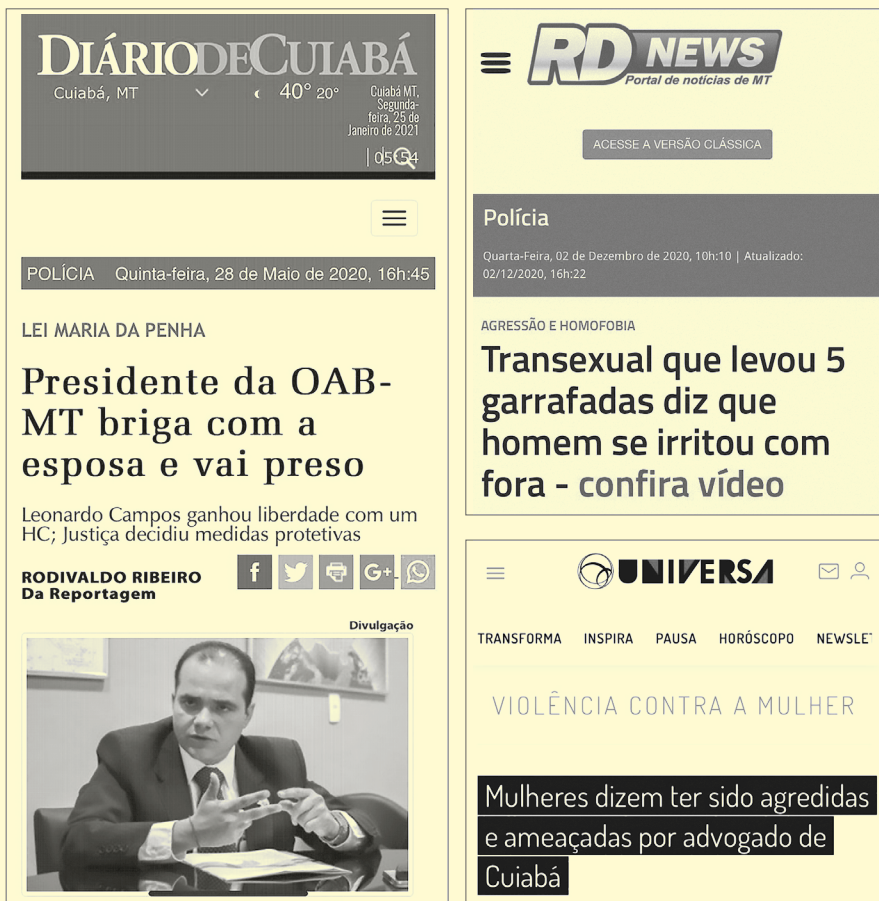 DIÁRIODECUIABÁ
Cuiabá, MT
40° 20°
Cuiabá MT,
Segunda-
feira, 25 de
Janeiro de 2021
| 05:54
POLÍCIA Quinta-feira, 28 de Maio de 2020, 16h:45
LEI MARIA DA PENHA
Presidente da OAB-
MT briga com a
esposa e vai preso
Leonardo Campos ganhou liberdade com um
HC; Justiça decidiu medidas protetivas
RODIVALDO RIBEIRO
Da Reportagem
f G+
Divulgação
RD NEWS
Portal de notícias de MT
ACESSE A VERSÃO CLÁSSICA
Polícia
Quarta-Feira, 02 de Dezembro de 2020, 10h:10 | Atualizado:
02/12/2020, 16h:22
AGRESSÃO E HOMOFOBIA
Transexual que levou 5
garrafadas diz que
homem se irritou com
fora - confira vídeo
UNIVERSA
TRANSFORMA INSPIRA PAUSA HORÓSCOPO NEWSLET
VIOLÊNCIA CONTRA A MULHER
Mulheres dizem ter sido agredidas
e ameaçadas por advogado de
Cuiabá